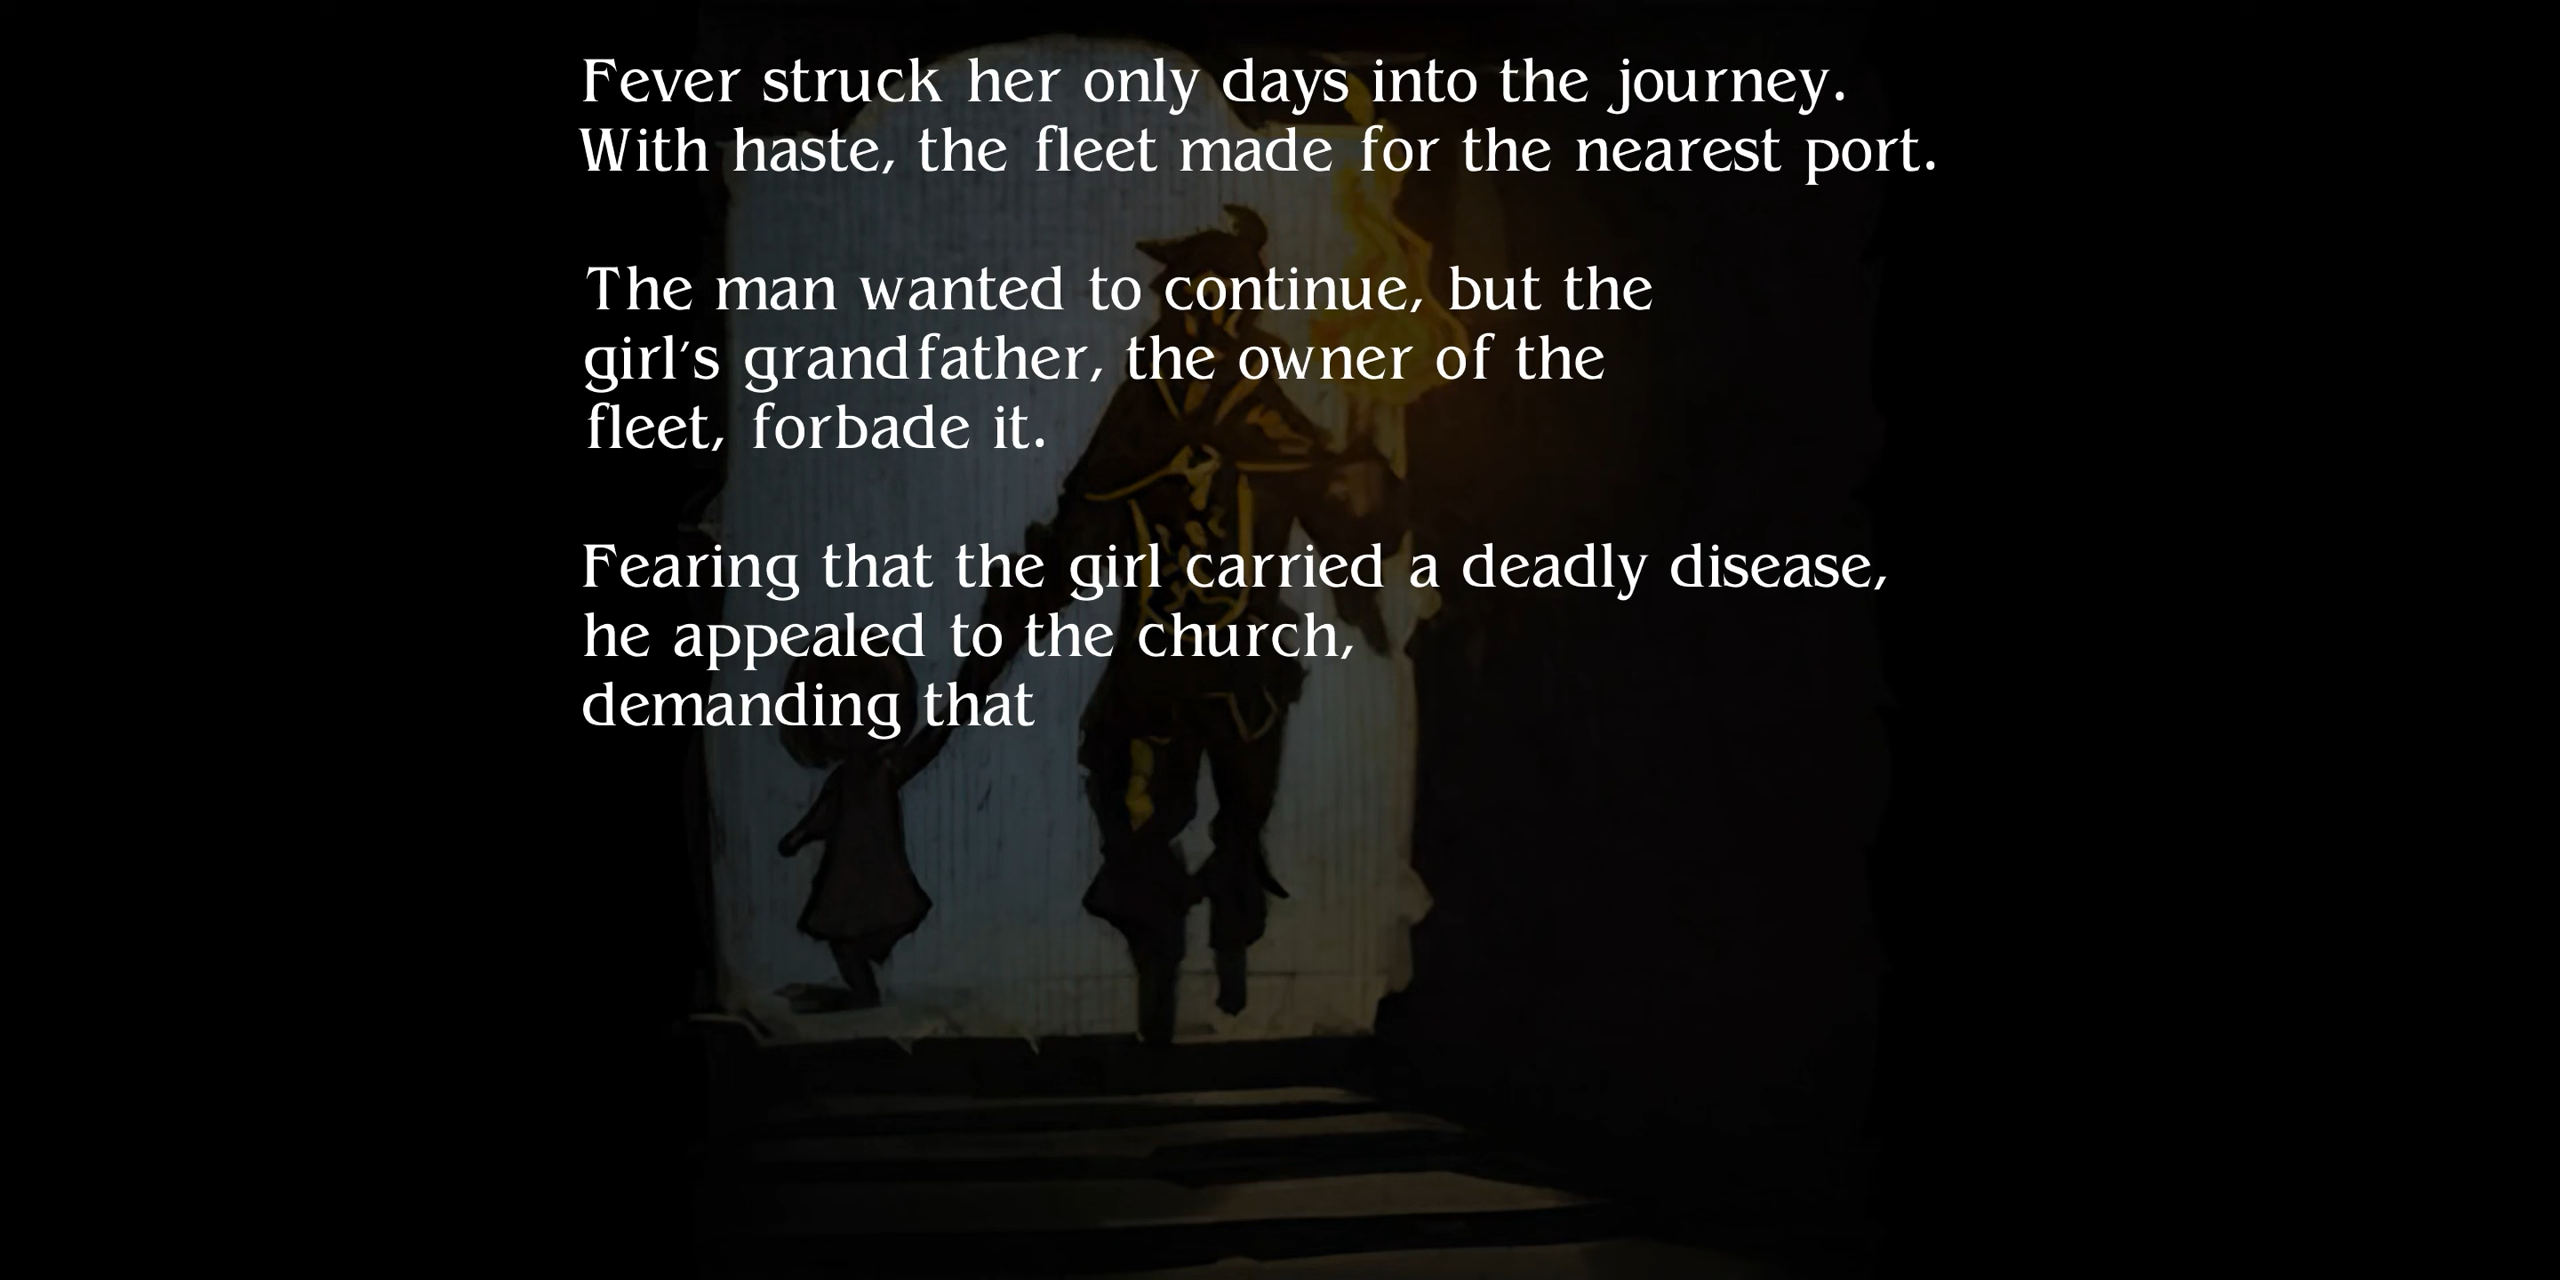 Fever struck her only days into the journey.
With haste, the fleet made for the nearest port.
The man wanted to continue, but the
girl's grandfather, the owner of the
fleet, forbade it.
Fearing that the girl carried a deadly disease,
he appealed to the church,
demanding that